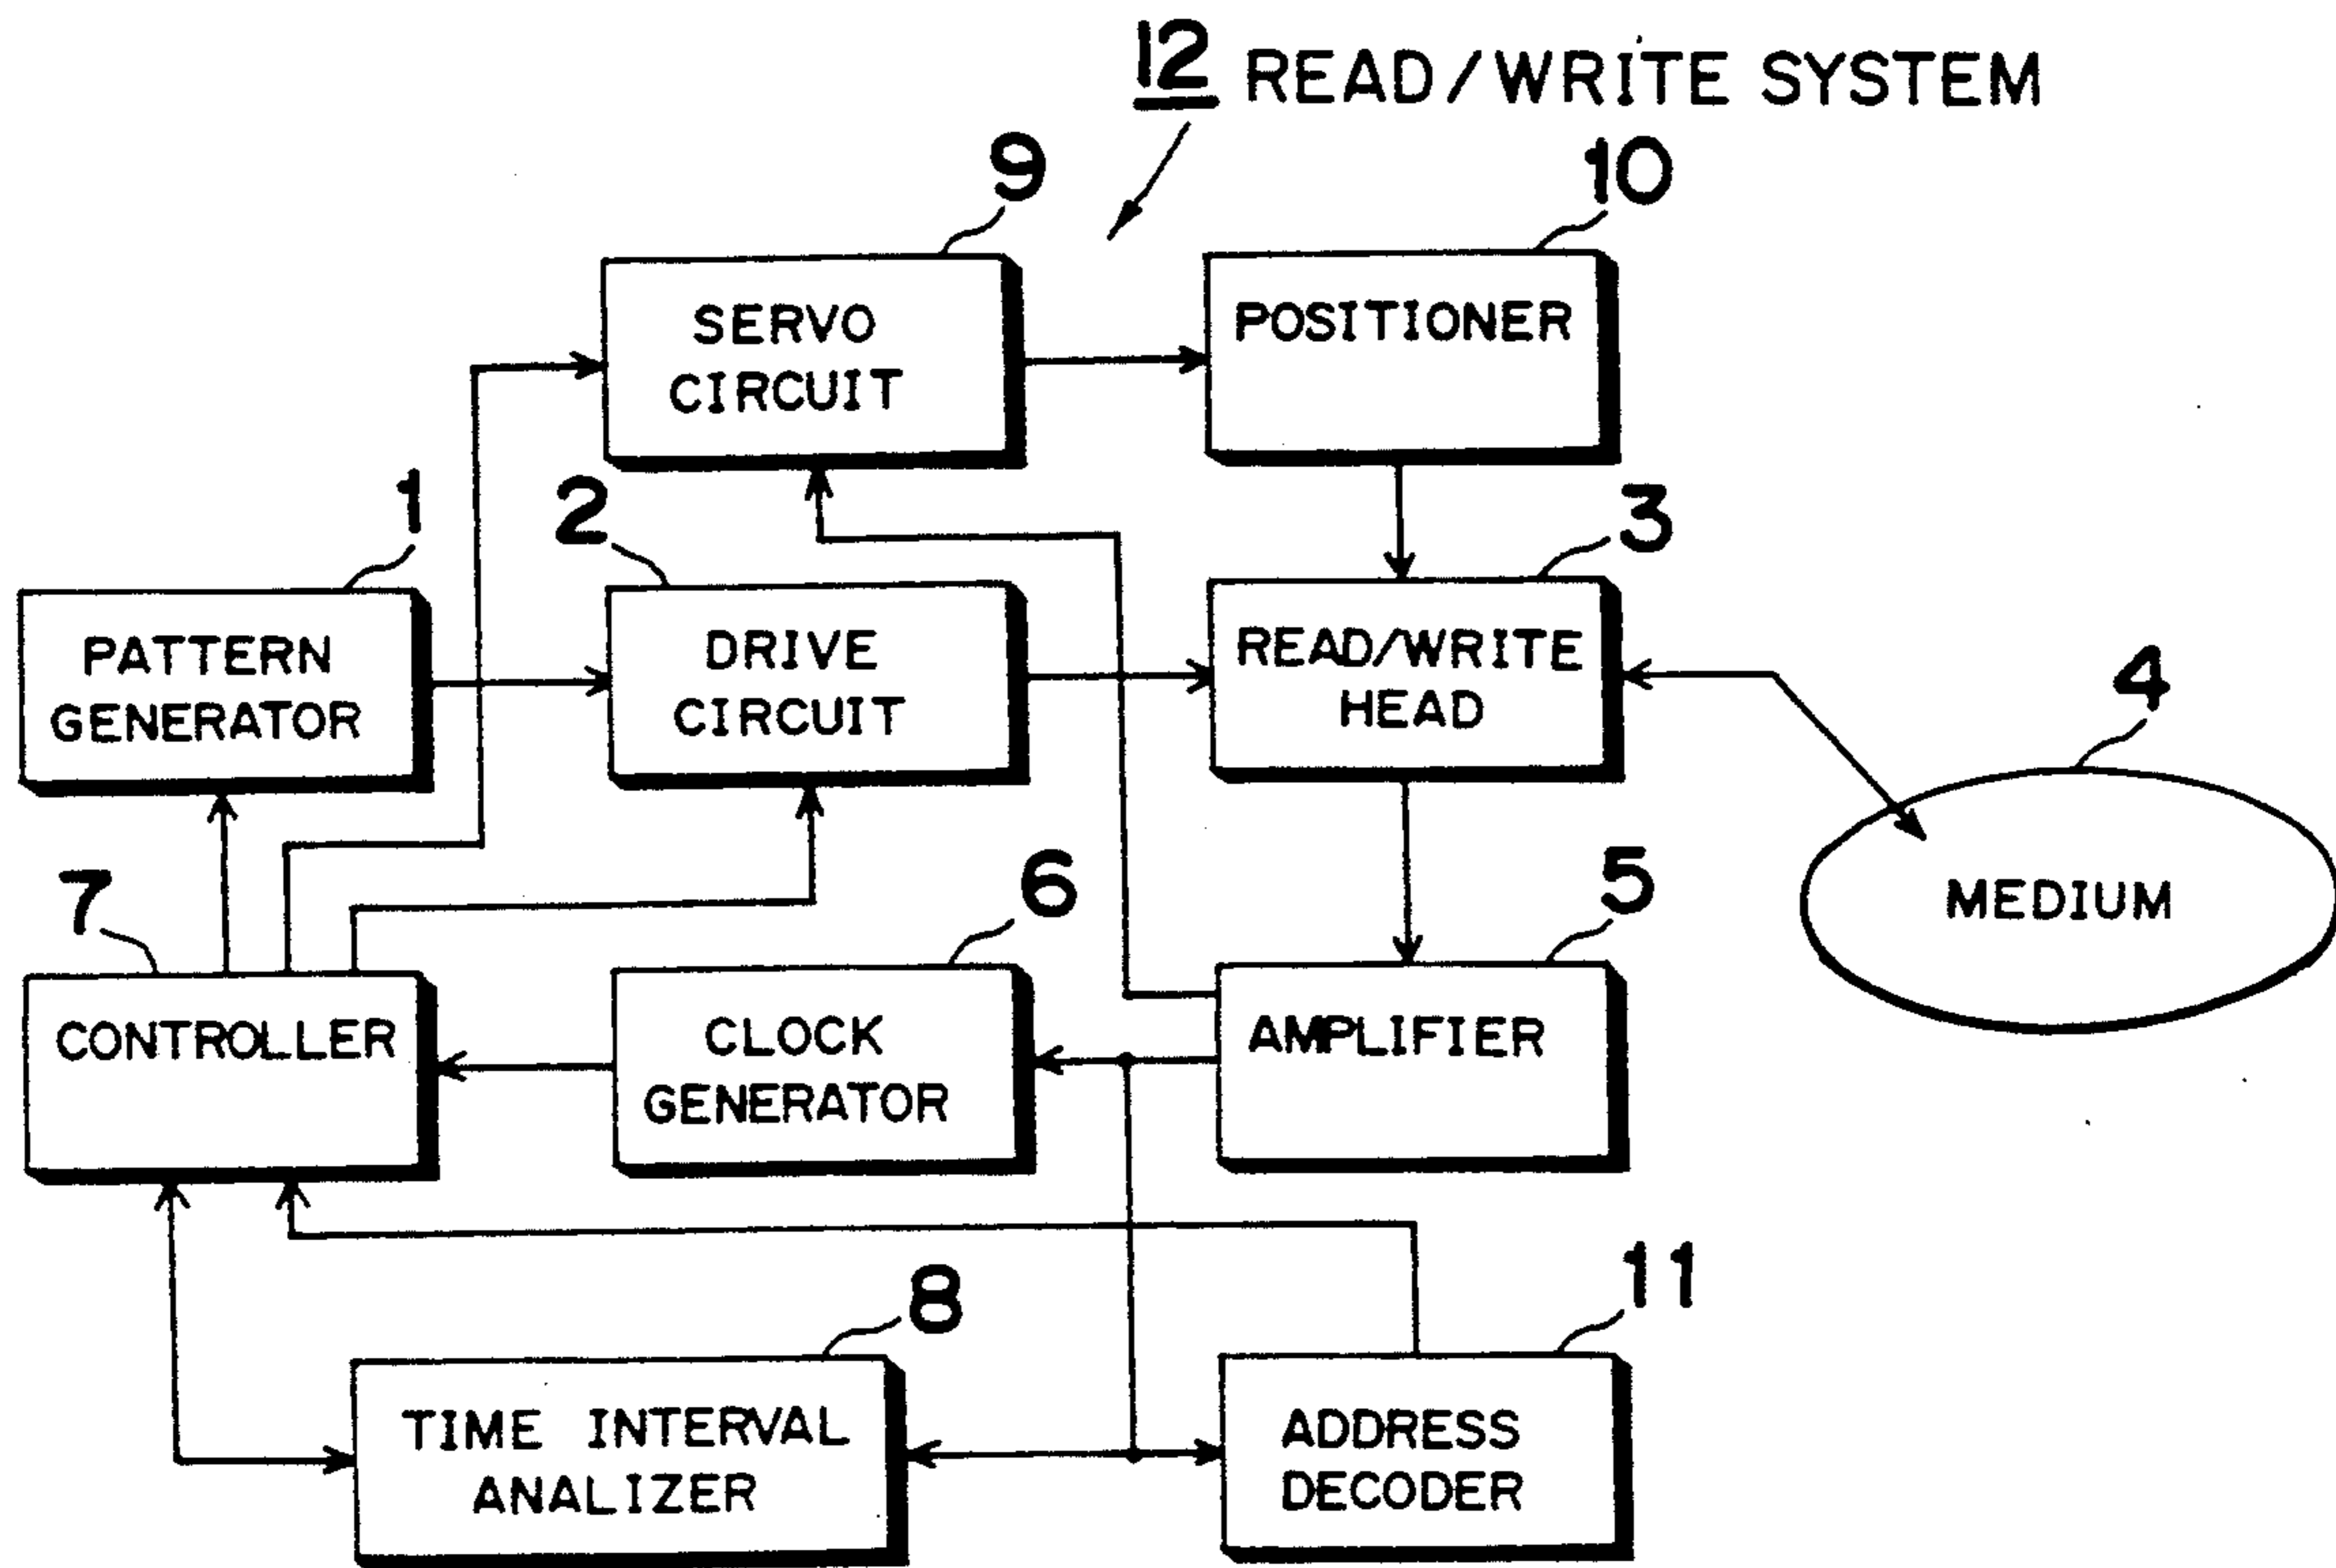 12 READ/WRITE SYSTEM
9
10
SERVO
CIRCUIT
POSITIONER
1
2
3
PATTERN
GENERATOR
DRIVE
CIRCUIT
READ/WRITE
HEAD
4
MEDIUM
7
6
5
CONTROLLER
CLOCK
GENERATOR
AMPLIFIER
8
11
TIME INTERVAL
ANALIZER
ADDRESS
DECODER